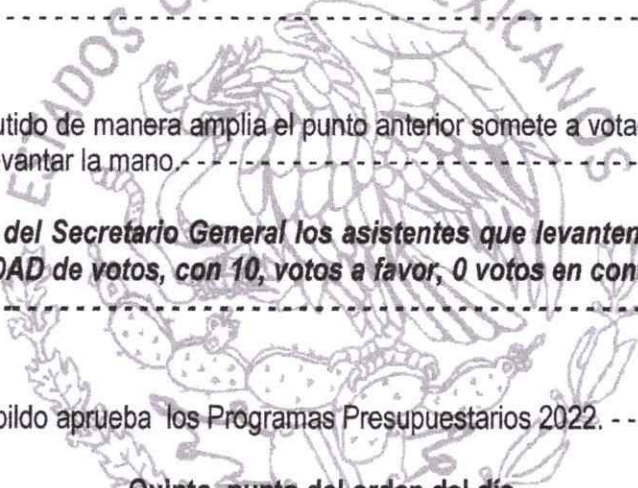 ESTADOS
MEXICANOS
utido de manera amplia el punto anterior somete a vota
evantar la mano.- - - - - - - - - - - - - - - - - - - - - - - - - - - - - - - - -
del Secretario General los asistentes que levanten
DAD de votos, con 10, votos a favor, 0 votos en con
bildo aprueba los Programas Presupuestarios 2022. - -
Quinto punto del orden del día